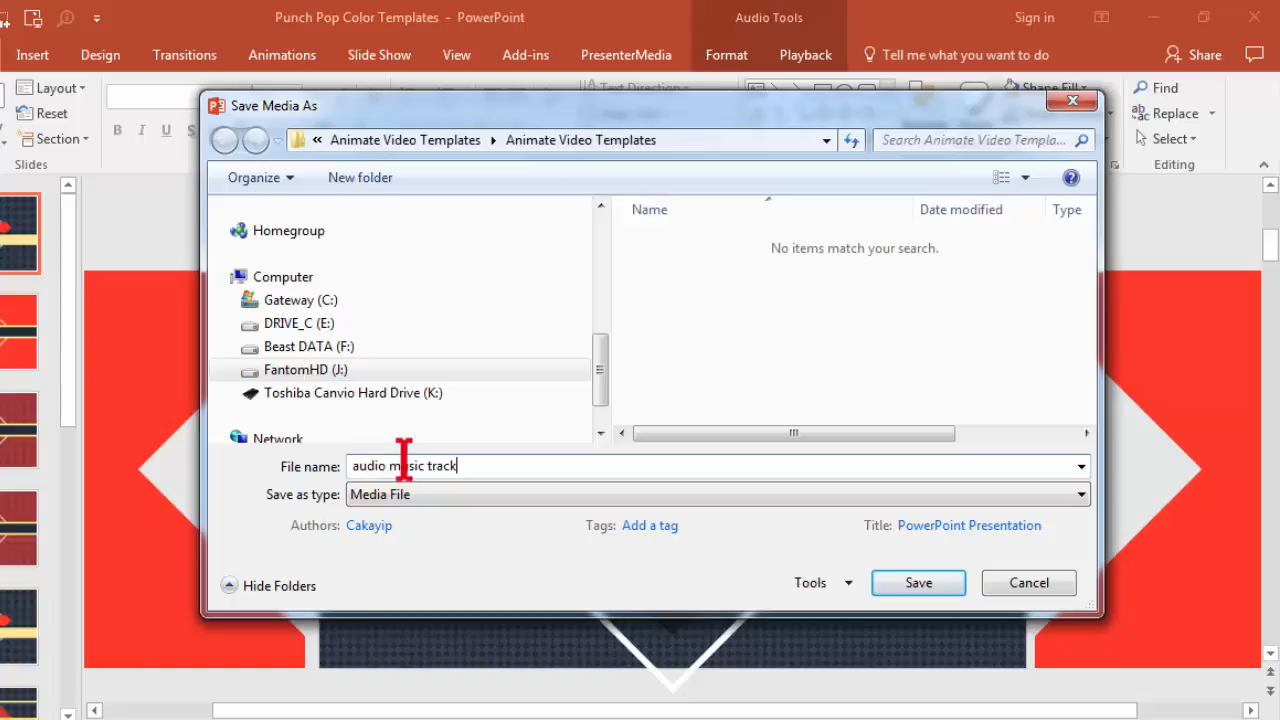 Punch Pop Color Templates - PowerPoint
Audio Tools
Sign in
Insert Design Transitions Animations Slide Show View Add-ins PresenterMedia Format Playback Tell me what you want to do Share
Layout
Text Direction
Shape Fill
Find
Reset
Replace
Section
B I U S
Select
Slides
Editing
Save Media As
« Animate Video Templates Animate Video Templates
Search Animate Video Templa...
Organize New folder
Name Date modified Type
No items match your search.
Homegroup
Computer
Gateway (C:)
DRIVE_C (E:)
Beast DATA (F:)
FantomHD (J:)
Toshiba Canvio Hard Drive (K:)
Network
File name: audio music track
Save as type: Media File
Authors: Cakayip Tags: Add a tag Title: PowerPoint Presentation
Hide Folders
Tools Save Cancel